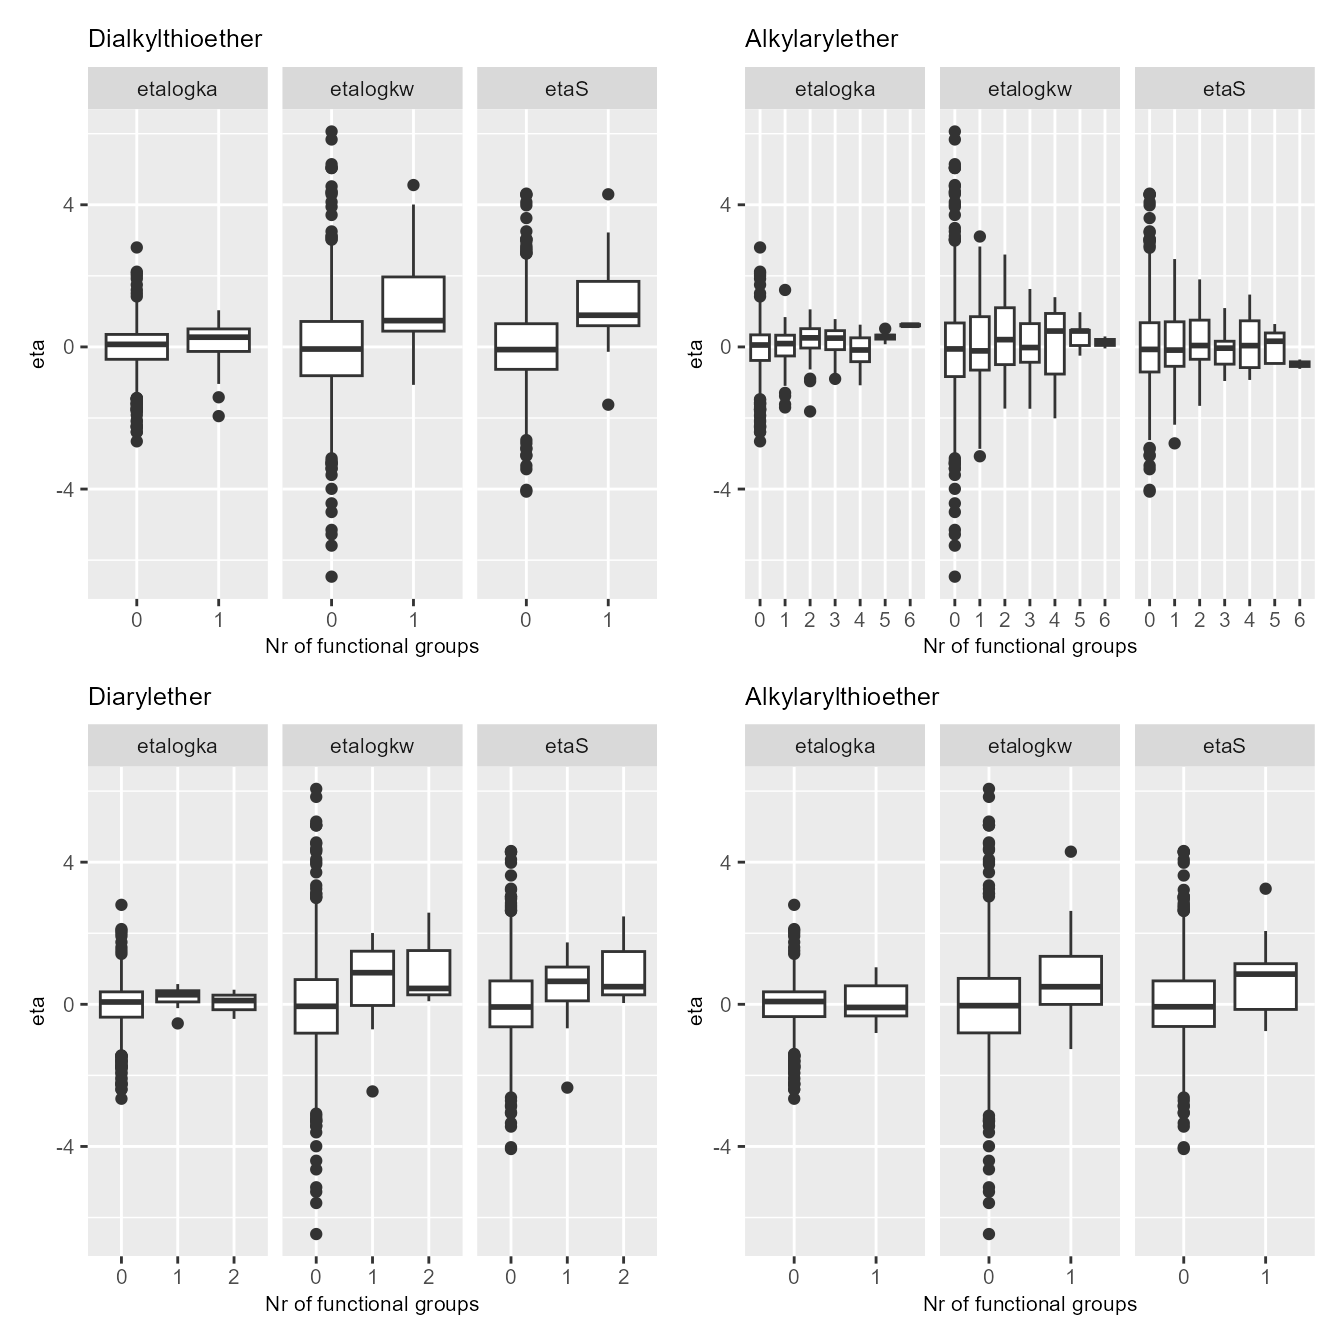 Dialkylthioether
etalogka etalogkw etaS
4
0
-4
eta
0 1 0 1 0 1
Nr of functional groups
Alkylarylether
etalogka etalogkw etaS
4
0
-4
eta
0 1 2 3 4 5 6 0 1 2 3 4 5 6 0 1 2 3 4 5 6
Nr of functional groups
Diarylether
etalogka etalogkw etaS
4
0
-4
eta
0 1 2 0 1 2 0 1 2
Nr of functional groups
Alkylarylthioether
etalogka etalogkw etaS
4
0
-4
eta
0 1 0 1 0 1
Nr of functional groups